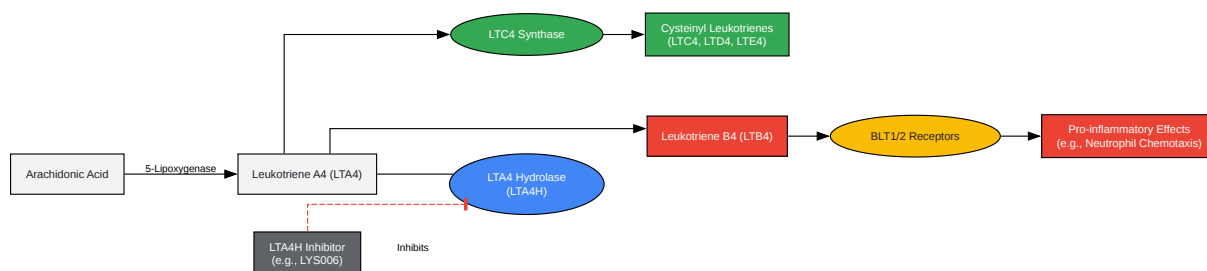 LTC4 Synthase
Cysteinyl Leukotrienes
(LTC4, LTD4, LTE4)
Leukotriene B4 (LTB4)
BLT1/2 Receptors
Pro-inflammatory Effects
(e.g., Neutrophil Chemotaxis)
Arachidonic Acid
5-Lipoxygenase
Leukotriene A4 (LTA4)
LTA4 Hydrolase
(LTA4H)
LTA4H Inhibitor
(e.g., LYS006)
Inhibits